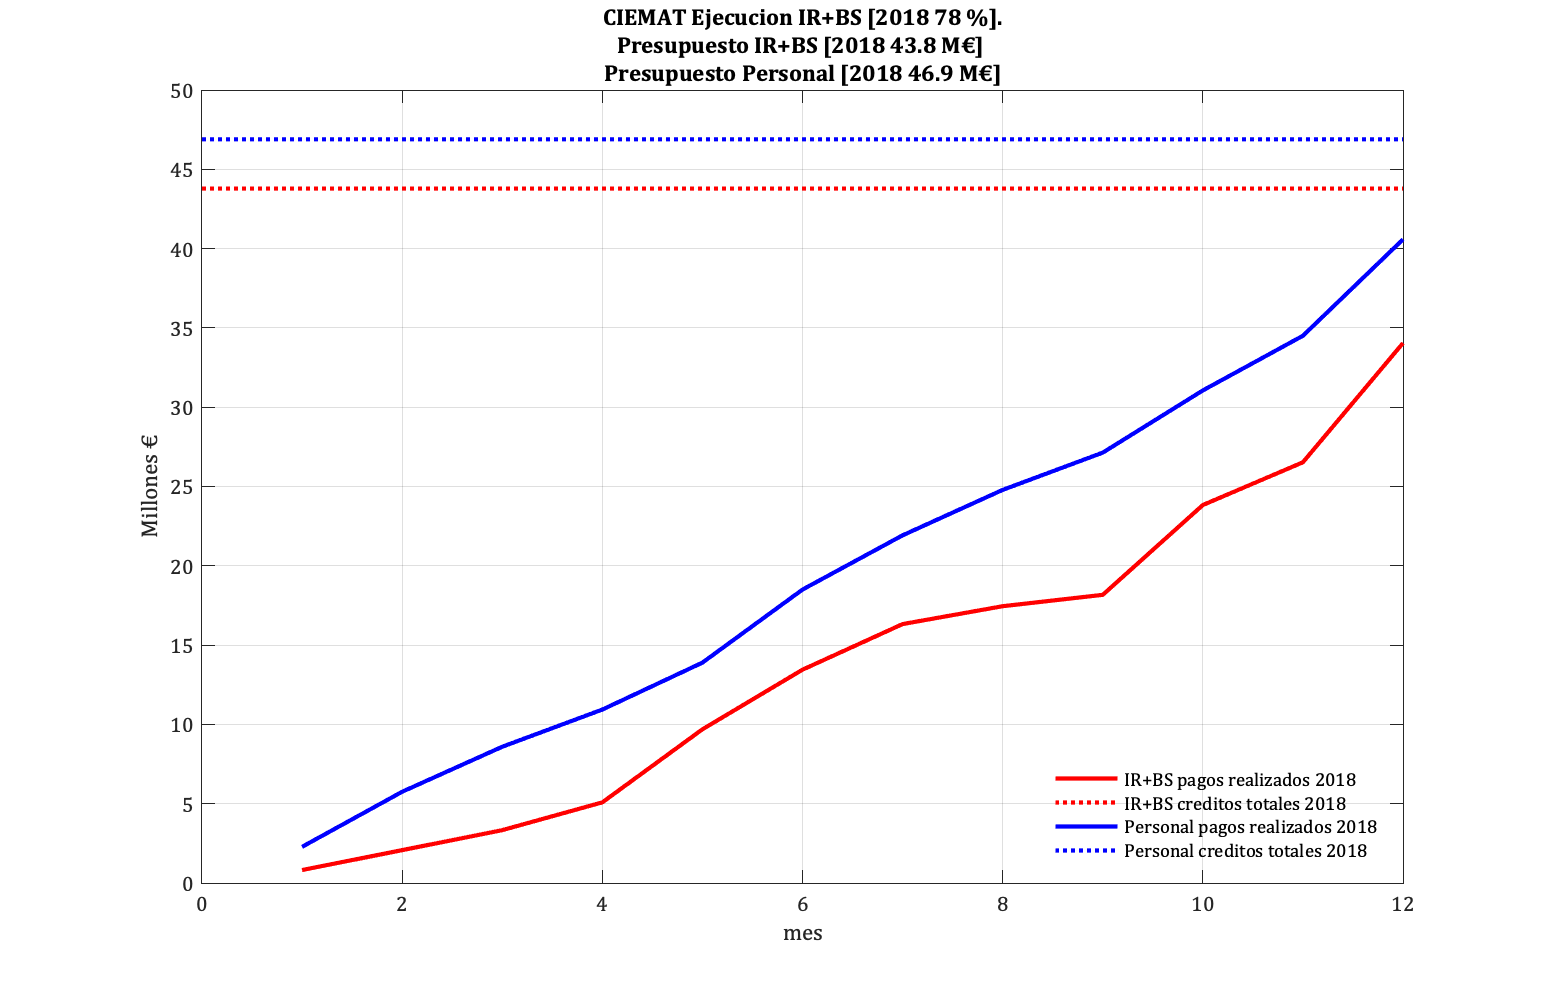 CIEMAT Ejecucion IR+BS [2018 78 %].
Presupuesto IR+BS [2018 43.8 M€]
Presupuesto Personal [2018 46.9 M€]
50
45
40
35
30
25
20
15
10
5
0
Millones €
0 2 4 6 8 10 12
mes
IR+BS pagos realizados 2018
IR+BS creditos totales 2018
Personal pagos realizados 2018
Personal creditos totales 2018